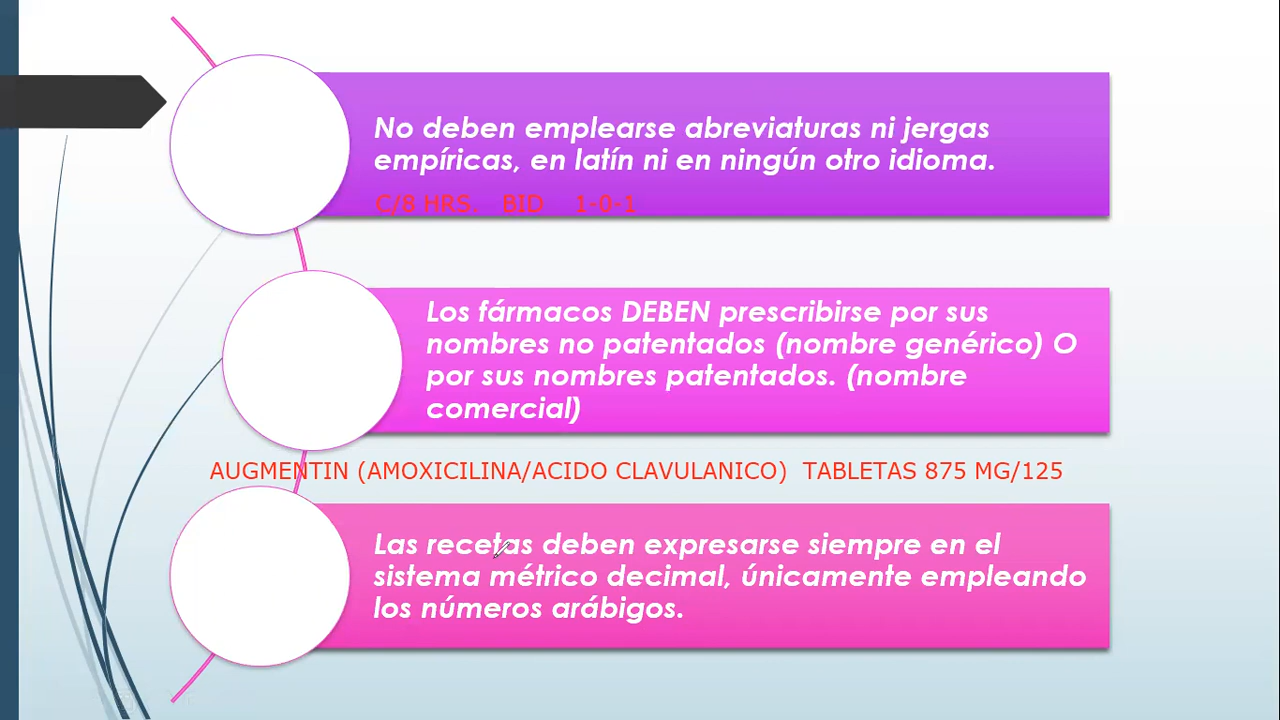 No deben emplearse abreviaturas ni jergas
empíricas, en latín ni en ningún otro idioma.
C/8 HRS. BID 1-0-1
Los fármacos DEBEN prescribirse por sus
nombres no patentados (nombre genérico) O
por sus nombres patentados. (nombre
comercial)
AUGMENTIN (AMOXICILINA/ACIDO CLAVULANICO) TABLETAS 875 MG/125
Las recetas deben expresarse siempre en el
sistema métrico decimal, únicamente empleando
los números arábigos.